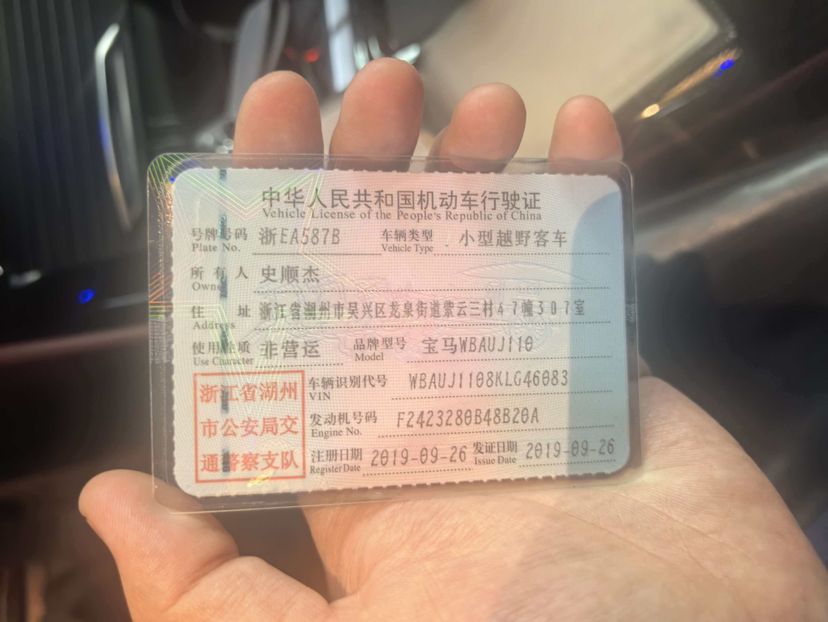 中华人民共和国机动车行驶证
Vehicle License of the People's Republic of China
号牌号码 浙EA587B 车辆类型 小型越野客车
Plate No. Vehicle Type
所有人 史顺杰
Owner
住址 浙江省湖州市吴兴区龙泉街道紫云三村47幢307室
Address
使用性质 非营运 品牌型号 宝马WBAUJ110
Use Character Model
浙江省湖州
市公安局交
通警察支队
车辆识别代号 WBAUJ1108KLG46083
VIN
发动机号码 F2423280B48B20A
Engine No.
注册日期 2019-09-26 发证日期 2019-09-26
Register Date Issue Date